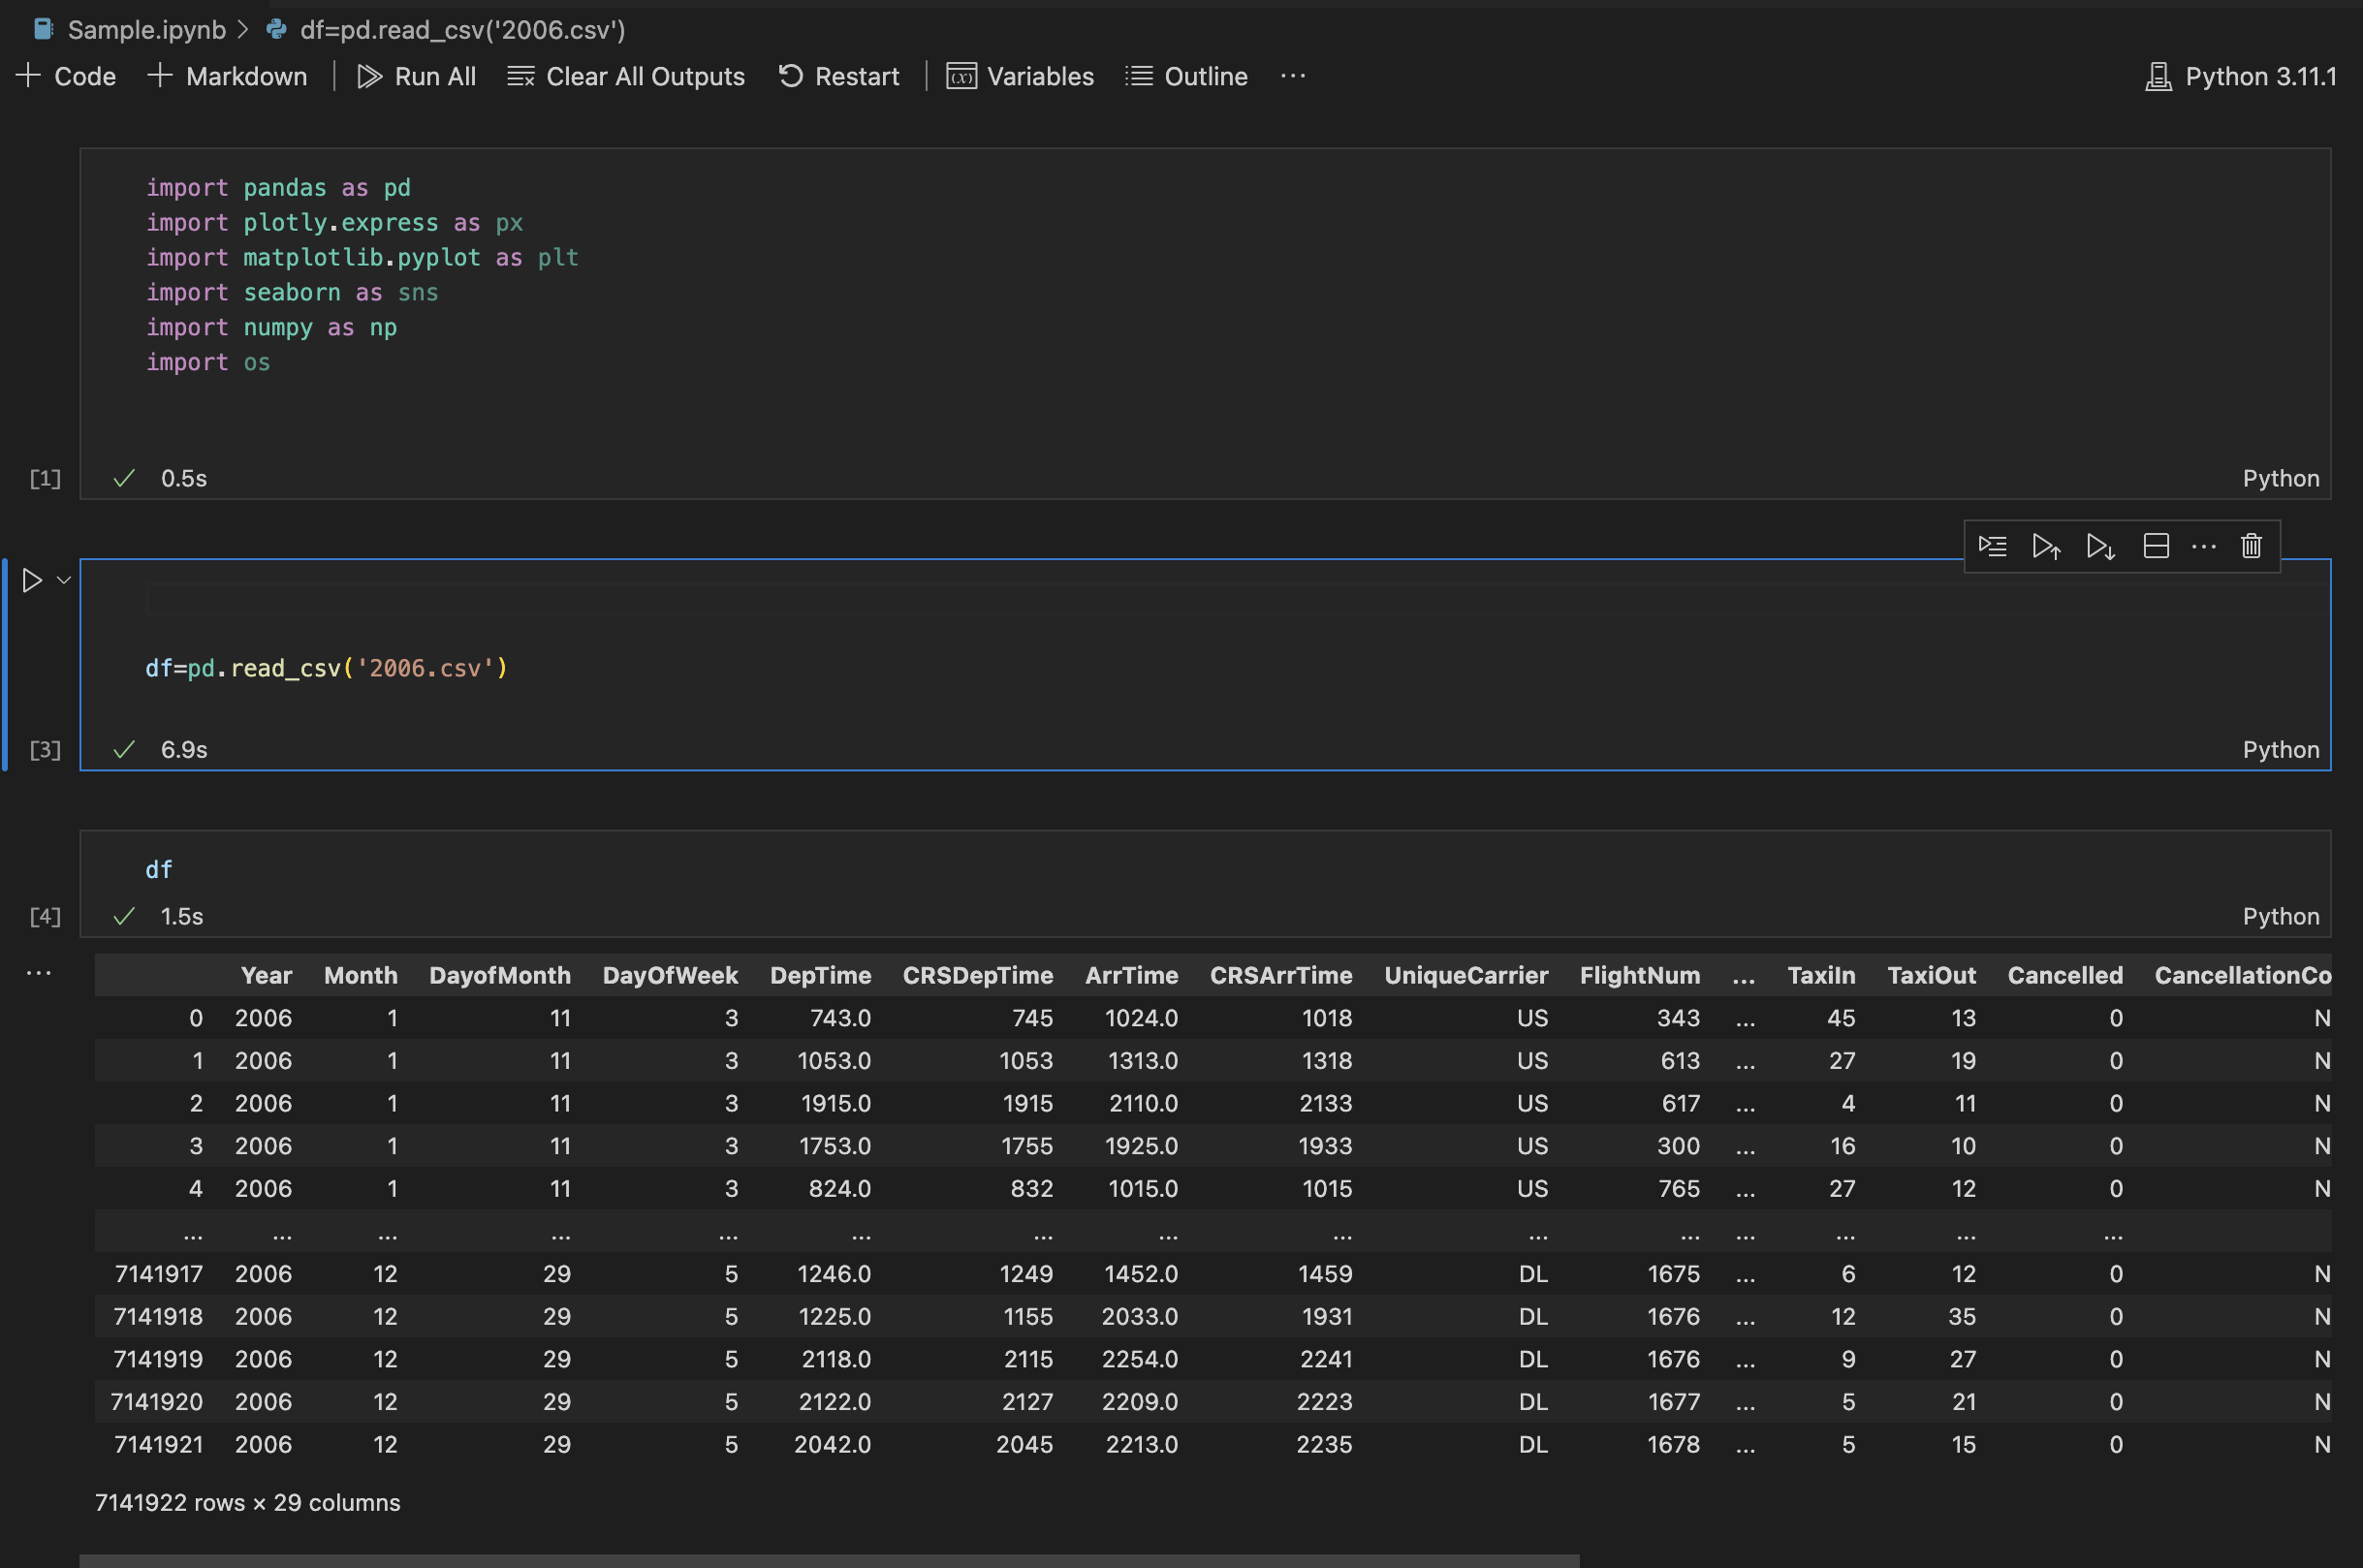 Sample.ipynb > df=pd.read_csv('2006.csv')
+ Code + Markdown | Run All Clear All Outputs Restart | Variables Outline ... Python 3.11.1
import pandas as pd
import plotly.express as px
import matplotlib.pyplot as plt
import seaborn as sns
import numpy as np
import os
[1] ✓ 0.5s Python
df=pd.read_csv('2006.csv')
[3] ✓ 6.9s Python
df
[4] ✓ 1.5s Python
... Year Month DayofMonth DayOfWeek DepTime CRSDepTime ArrTime CRSArrTime UniqueCarrier FlightNum ... TaxiIn TaxiOut Cancelled CancellationCo
0 2006 1 11 3 743.0 745 1024.0 1018 US 343 ... 45 13 0 N
1 2006 1 11 3 1053.0 1053 1313.0 1318 US 613 ... 27 19 0 N
2 2006 1 11 3 1915.0 1915 2110.0 2133 US 617 ... 4 11 0 N
3 2006 1 11 3 1753.0 1755 1925.0 1933 US 300 ... 16 10 0 N
4 2006 1 11 3 824.0 832 1015.0 1015 US 765 ... 27 12 0 N
... ... ... ... ... ... ... ... ... ... ... ... ... ... ...
7141917 2006 12 29 5 1246.0 1249 1452.0 1459 DL 1675 ... 6 12 0 N
7141918 2006 12 29 5 1225.0 1155 2033.0 1931 DL 1676 ... 12 35 0 N
7141919 2006 12 29 5 2118.0 2115 2254.0 2241 DL 1676 ... 9 27 0 N
7141920 2006 12 29 5 2122.0 2127 2209.0 2223 DL 1677 ... 5 21 0 N
7141921 2006 12 29 5 2042.0 2045 2213.0 2235 DL 1678 ... 5 15 0 N
7141922 rows × 29 columns